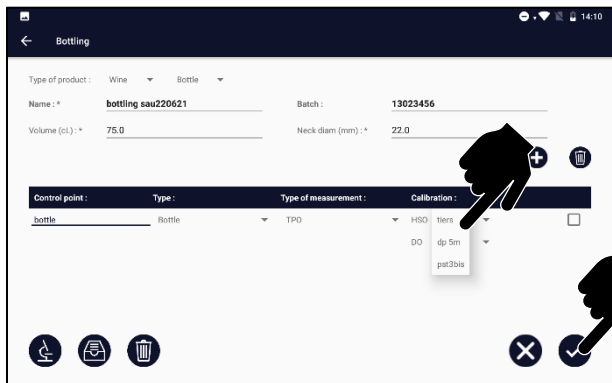 14:10
Bottling
Type of product : Wine Bottle
Name : * bottling sau220621 Batch : 13023456
Volume (cl.) : * 75.0 Neck diam (mm) : * 22.0
Control point : Type : Type of measurement : Calibration :
bottle Bottle TPO HSO tiers
DO dp 5m
pst3bis